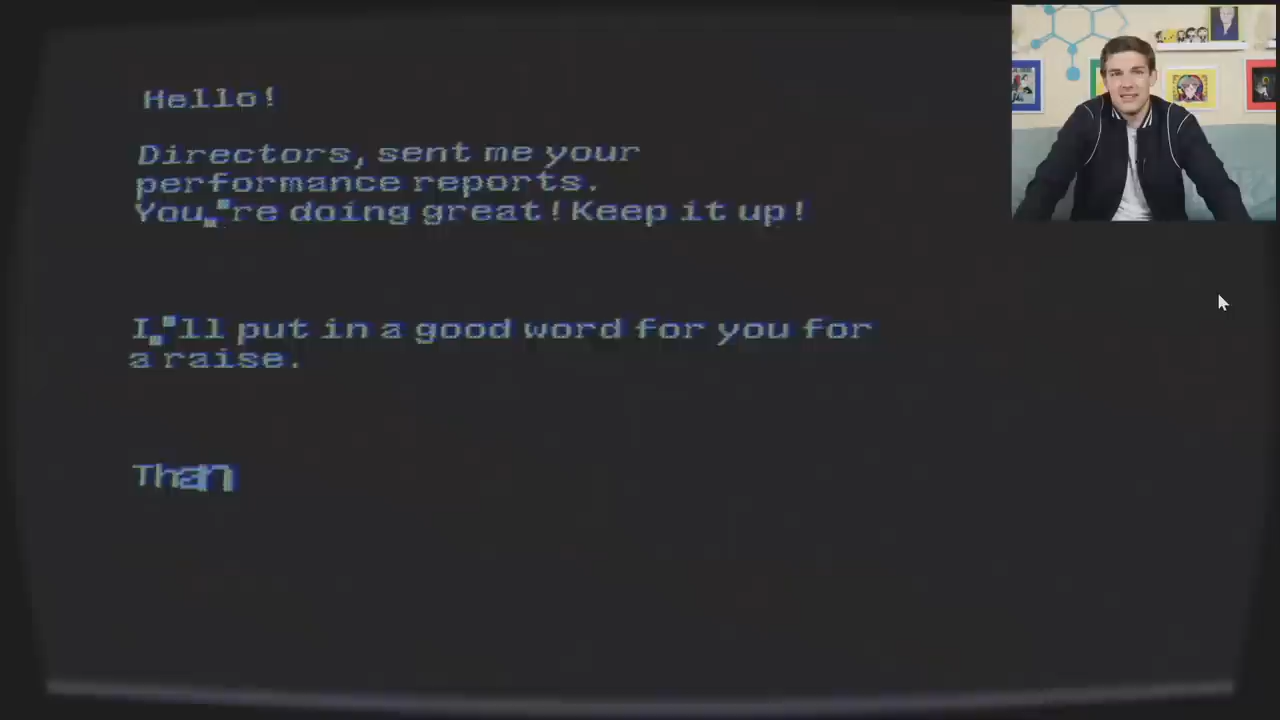 Hello!
Directors, sent me your
performance reports.
You,"re doing great! Keep it up!
I,"ll put in a good word for you for
a raise.
Than